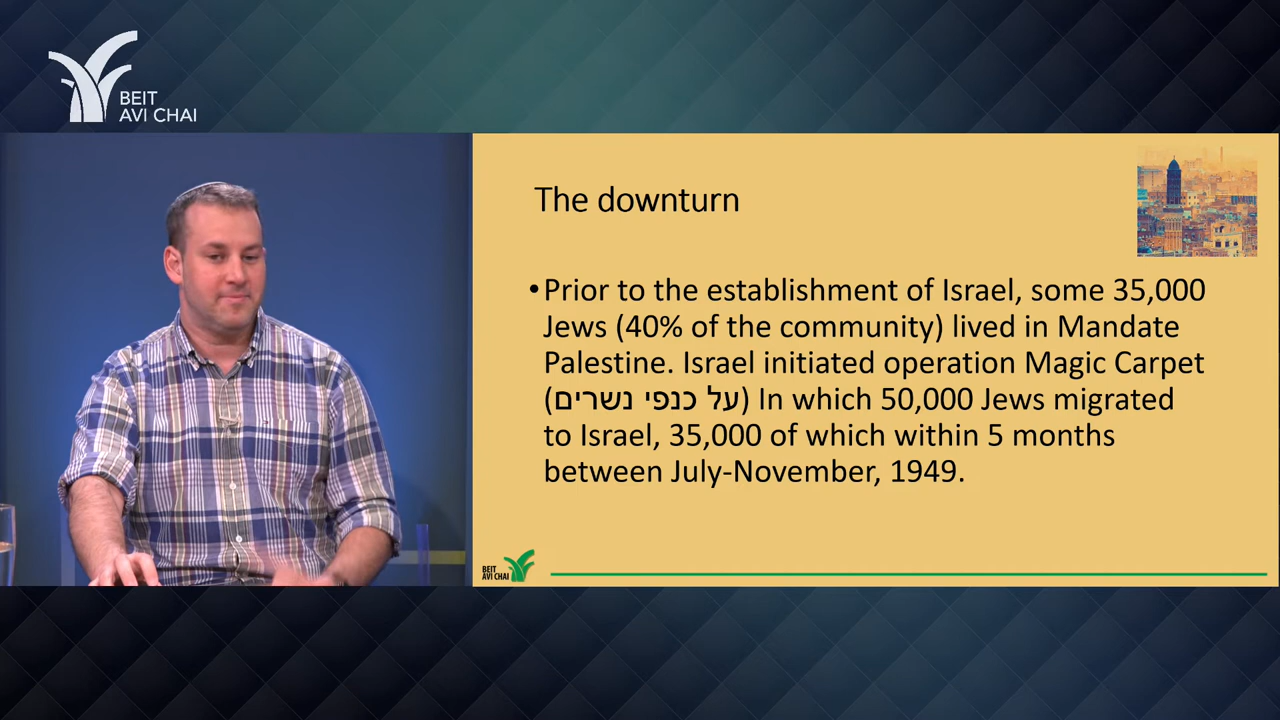 BEIT
AVI CHAI
The downturn
•Prior to the establishment of Israel, some 35,000
Jews (40% of the community) lived in Mandate
Palestine. Israel initiated operation Magic Carpet
(על כנפי נשרים) In which 50,000 Jews migrated
to Israel, 35,000 of which within 5 months
between July-November, 1949.
BEIT
AVI CHAI